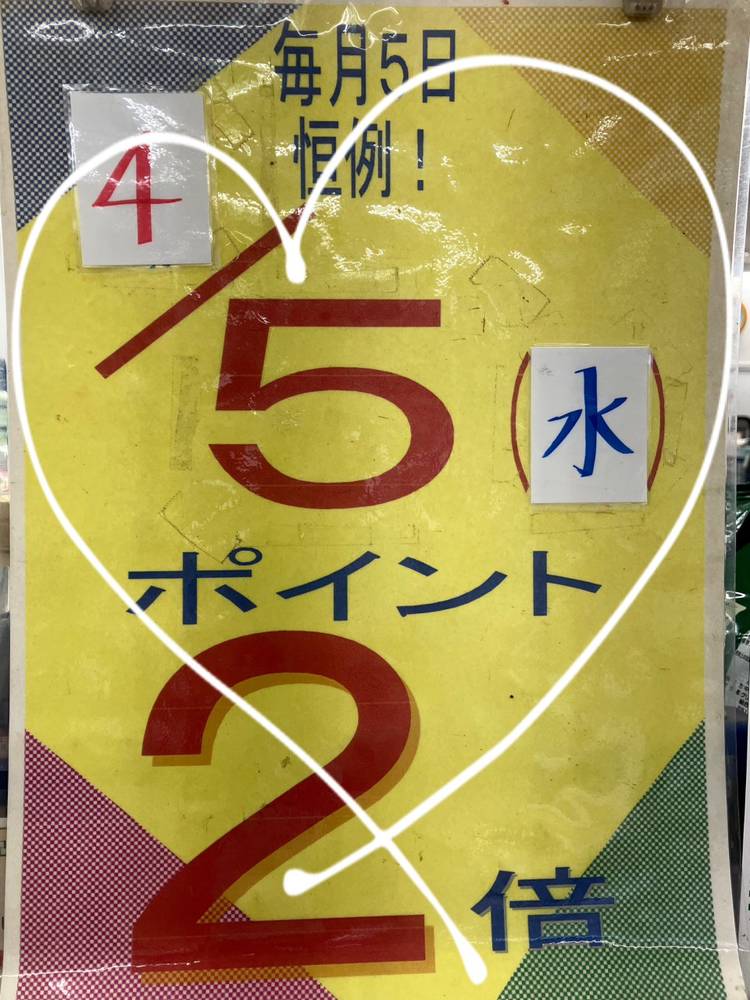 毎月5日
恒例！
4/5(水)
ポイント
2倍